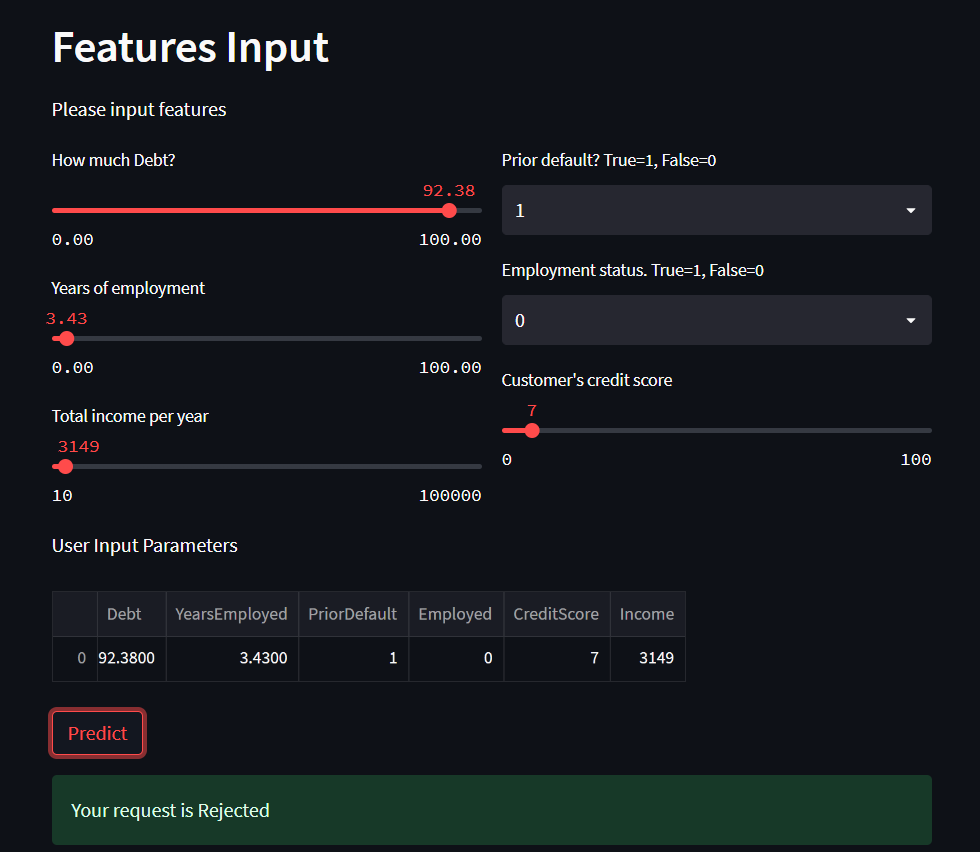 Features Input
Please input features
How much Debt?
92.38
0.00 100.00
Years of employment
3.43
0.00 100.00
Total income per year
3149
10 100000
Prior default? True=1, False=0
1
Employment status. True=1, False=0
0
Customer's credit score
7
0 100
User Input Parameters
Debt YearsEmployed PriorDefault Employed CreditScore Income
0 92.3800 3.4300 1 0 7 3149
Predict
Your request is Rejected